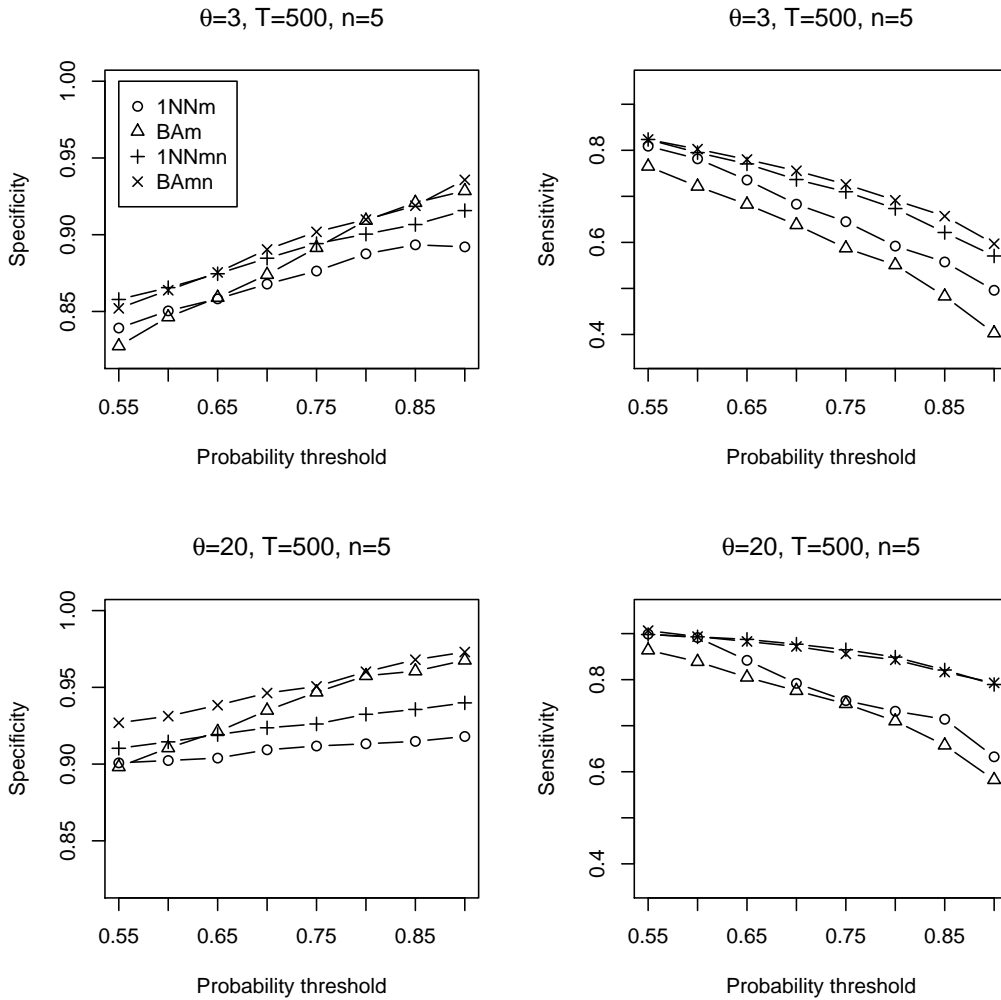 θ=3, T=500, n=5
Specificity
1.00
0.95
0.90
0.85
1NNm
BAm
1NNmn
BAmn
0.55 0.65 0.75 0.85
Probability threshold
θ=3, T=500, n=5
Sensitivity
0.8
0.6
0.4
0.55 0.65 0.75 0.85
Probability threshold
θ=20, T=500, n=5
Specificity
1.00
0.95
0.90
0.85
0.55 0.65 0.75 0.85
Probability threshold
θ=20, T=500, n=5
Sensitivity
0.8
0.6
0.4
0.55 0.65 0.75 0.85
Probability threshold